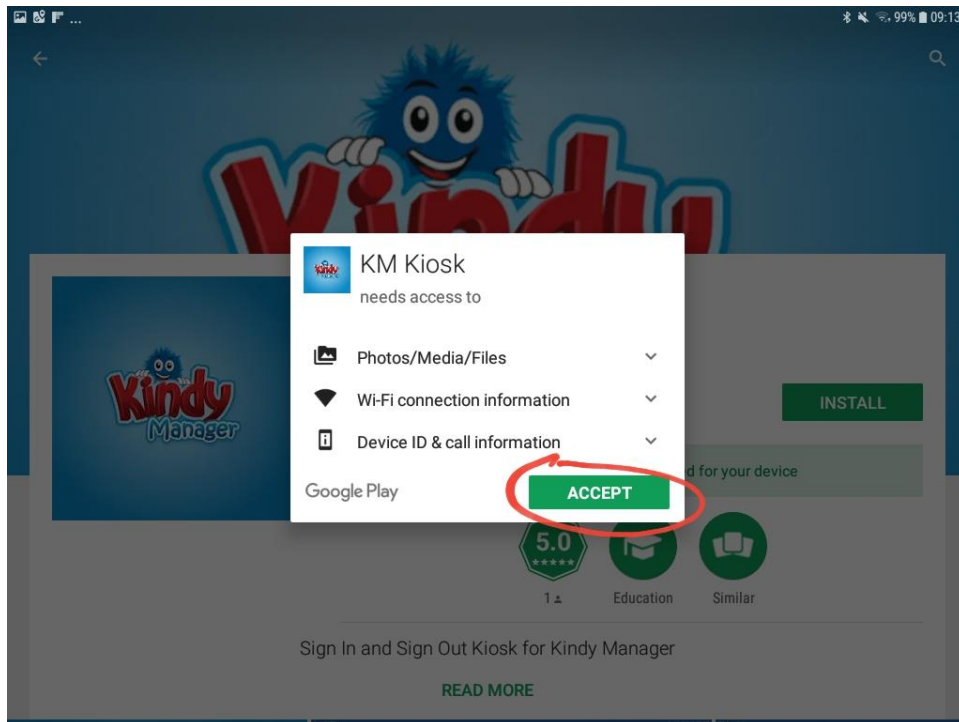 99% 09:13
Kindy
KM Kiosk
needs access to
Photos/Media/Files
Wi-Fi connection information
Device ID & call information
Google Play
ACCEPT
Kindy
Manager
INSTALL
d for your device
5.0
1
Education
Similar
Sign In and Sign Out Kiosk for Kindy Manager
READ MORE